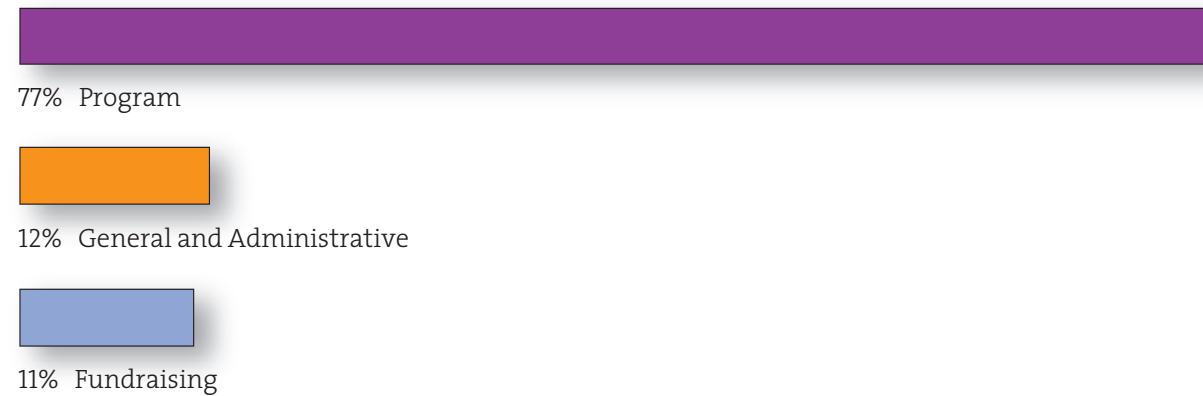 77% Program
12% General and Administrative
11% Fundraising